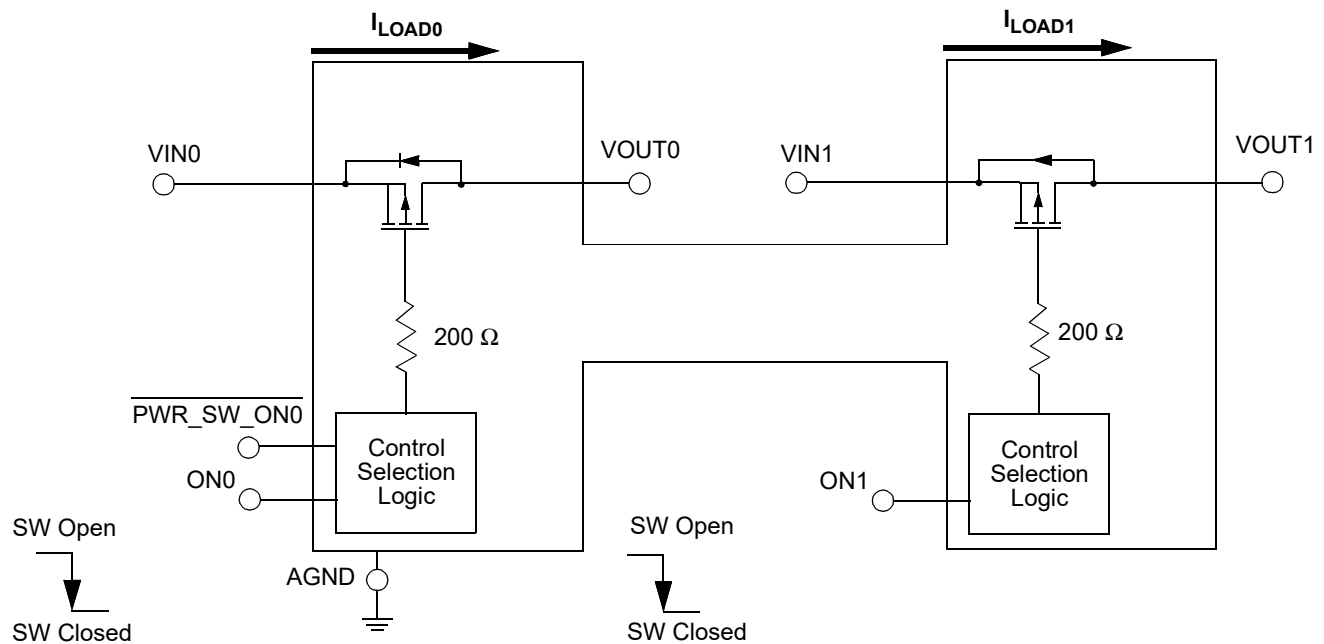 ILOAD0
ILOAD1
VIN0
VOUT0
VIN1
VOUT1
200 Ω
200 Ω
PWR_SW_ON0
ON0
Control
Selection
Logic
ON1
Control
Selection
Logic
SW Open
SW Closed
AGND
SW Open
SW Closed